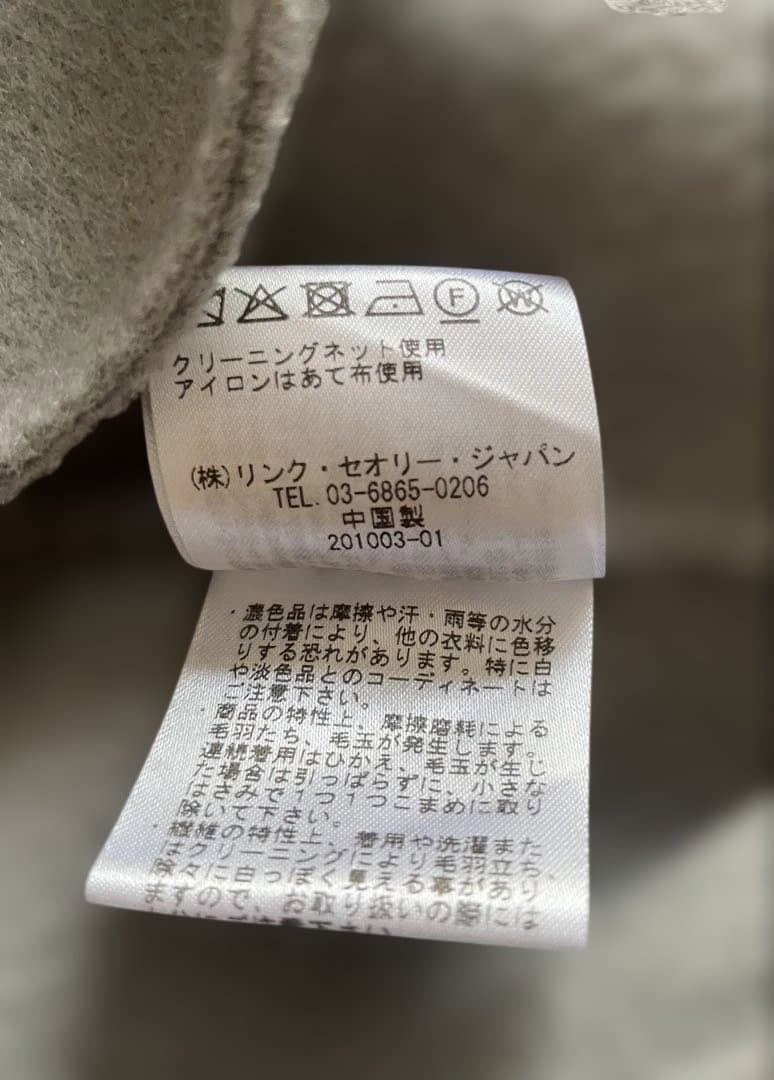 F
W
クリーニングネット使用
アイロンはあて布使用
(株)リンク・セオリー・ジャパン
TEL.03-6865-0206
中国製
201003-01
・濃色品は摩擦や汗・雨等の水分
の付着により、他の衣料に色移
りする恐れがあります。特に白
や淡色品とのコーディネートは
ご注意下さい。
・商品の特性上、摩擦磨耗による
毛羽たち、毛玉が発生します。
連続着用はひかえ、毛玉が生じ
た場合は引っぱらずに、小さな
はさみで1つ1つこまめに取り
除いて下さい。
・繊維の特性上、着用や洗濯また
はクリーニングにより毛羽立ち、
除々に白っぽく見える事があり
ますので、お取り扱いの際には
ご注意下さい。